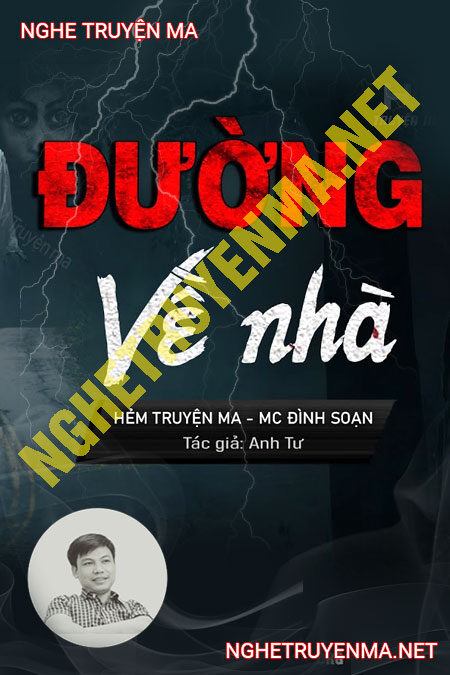 NGHE TRUYỆN MA
ĐƯỜNG
Về nhà
NGHETRUYENMA.NET
HẺM TRUYỆN MA - MC ĐÌNH SOẠN
Tác giả: Anh Tư
NGHETRUYENMA.NET